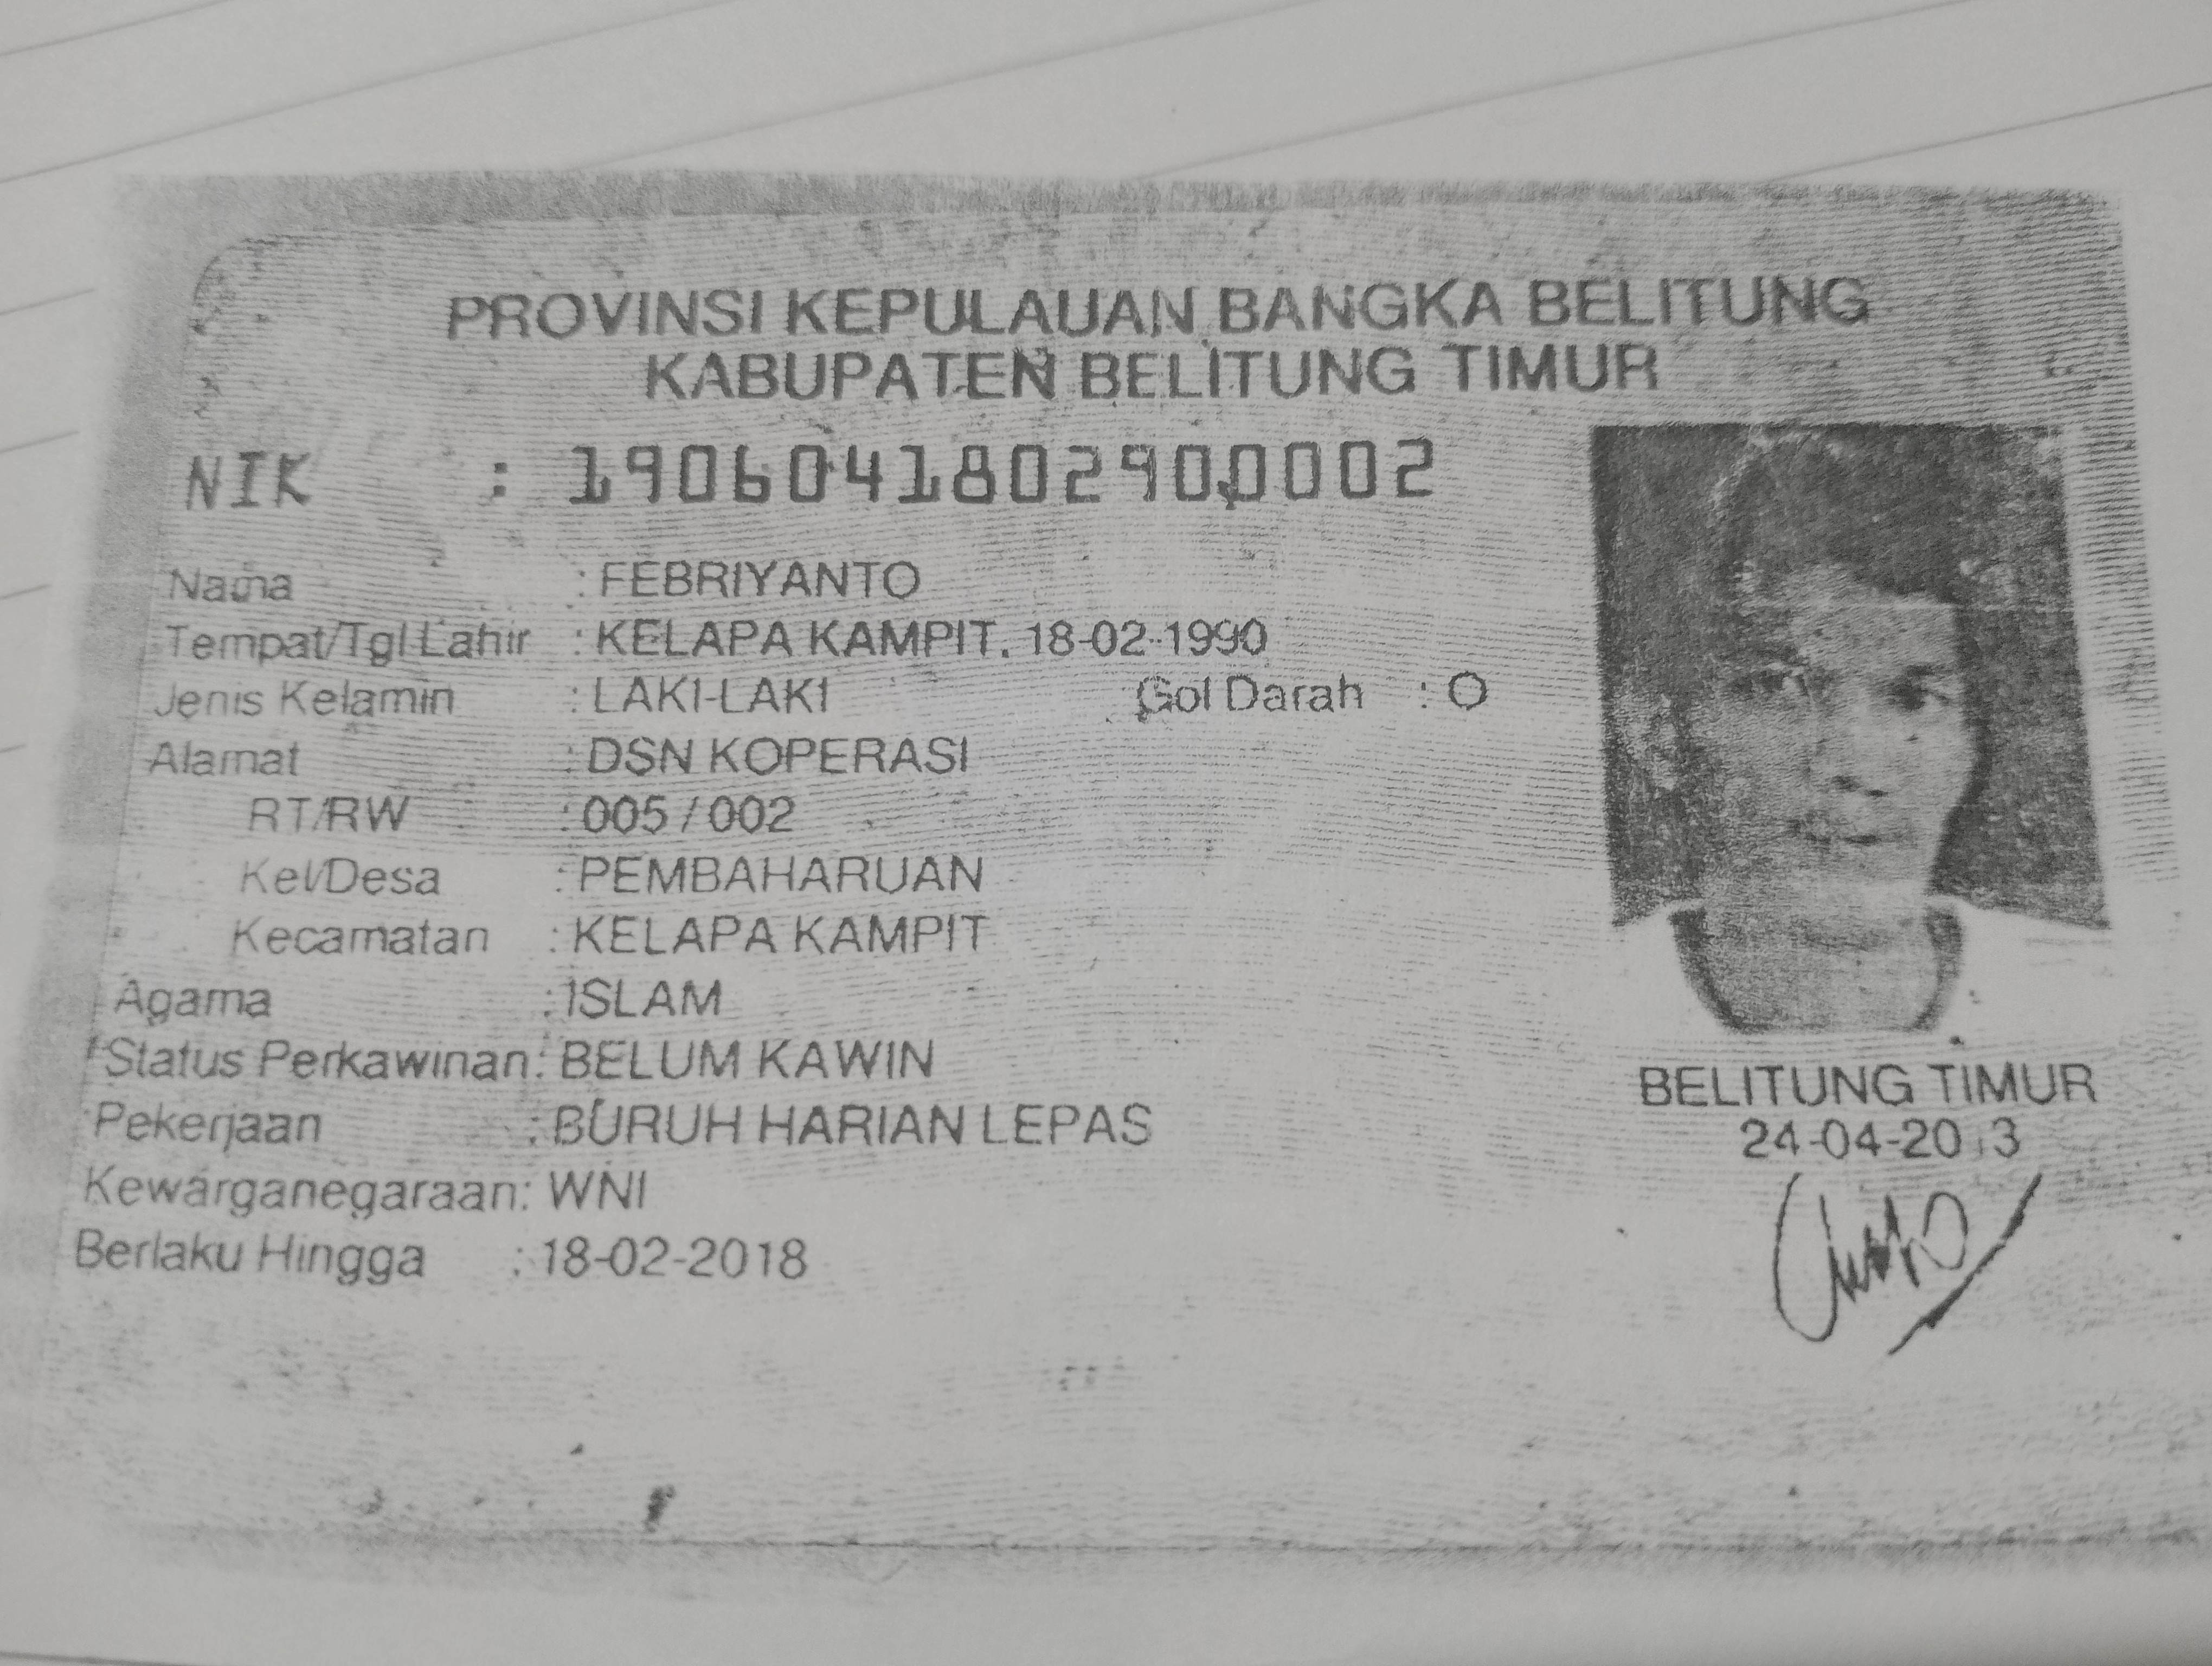 PROVINSI KEPULAUAN BANGKA BELITUNG
KABUPATEN BELITUNG TIMUR
NIK : 1906041802900002
Nama : FEBRIYANTO
Tempat/Tgl Lahir : KELAPA KAMPIT, 18-02-1990
Jenis Kelamin : LAKI-LAKI Gol Darah : O
Alamat : DSN KOPERASI
RT/RW : 005 / 002
Kel/Desa : PEMBAHARUAN
Kecamatan : KELAPA KAMPIT
Agama : ISLAM
Status Perkawinan : BELUM KAWIN
Pekerjaan : BURUH HARIAN LEPAS
Kewarganegaraan : WNI
Berlaku Hingga : 18-02-2018
BELITUNG TIMUR
24-04-2013